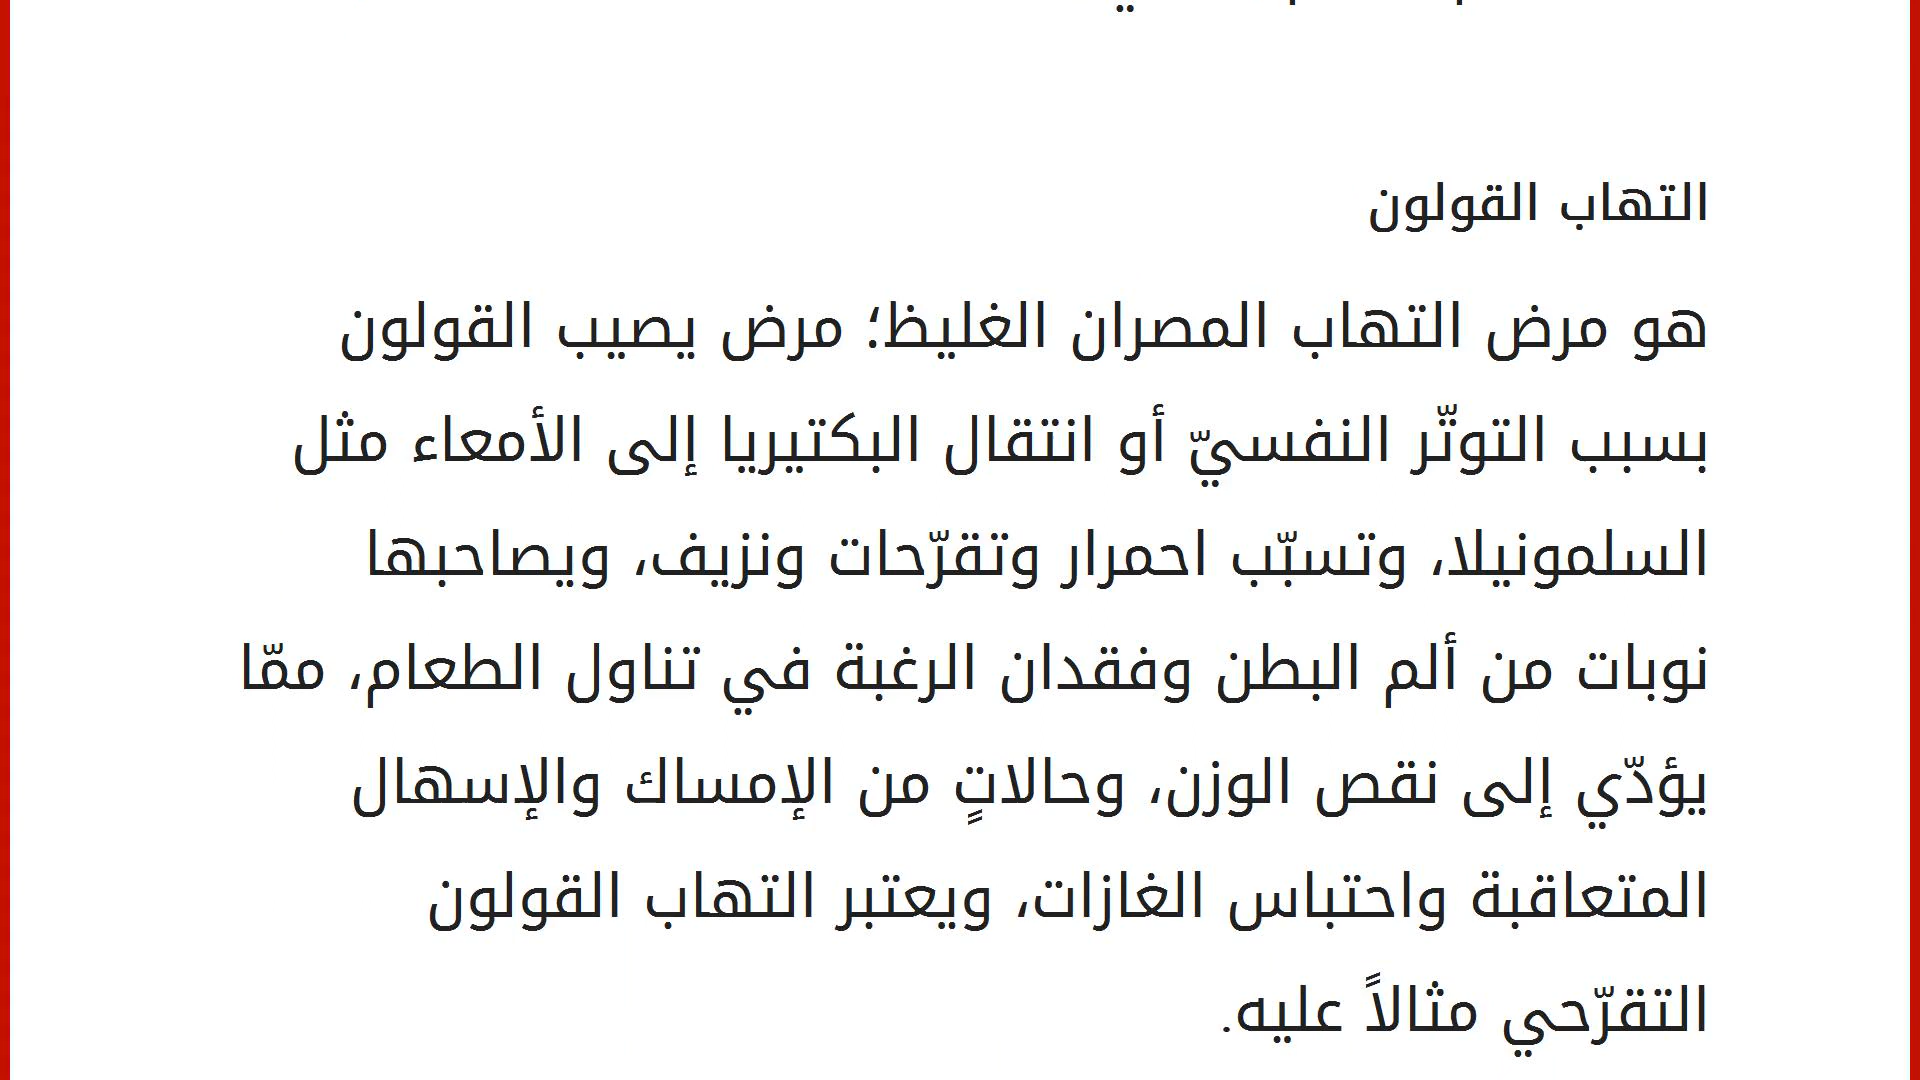 التهاب القولون
هو مرض التهاب المصران الغليظ؛ مرض يصيب القولون
بسبب التوتّر النفسيّ أو انتقال البكتيريا إلى الأمعاء مثل
السلمونيلا، وتسبّب احمرار وتقرّحات ونزيف، ويصاحبها
نوبات من ألم البطن وفقدان الرغبة في تناول الطعام، ممّا
يؤدّي إلى نقص الوزن، وحالاتٍ من الإمساك والإسهال
المتعاقبة واحتباس الغازات، ويعتبر التهاب القولون
التقرّحي مثالاً عليه.